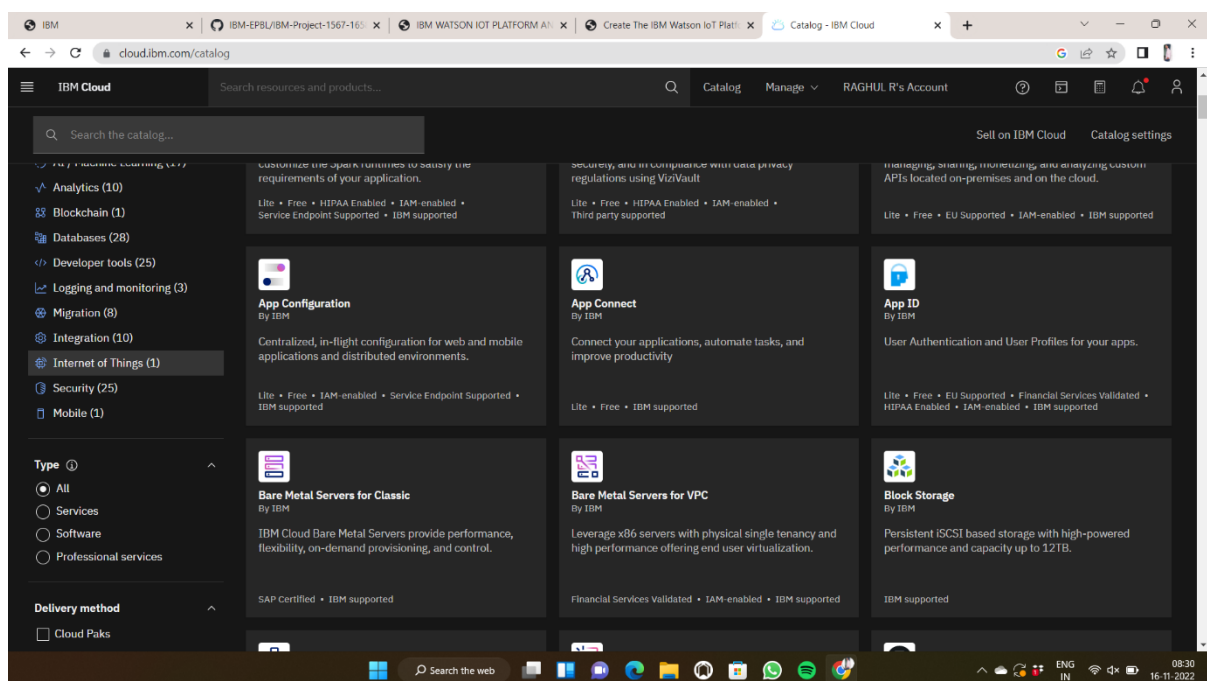 IBM
IBM-EPBL/IBM-Project-1567-165
IBM WATSON IOT PLATFORM AN
Create The IBM Watson IoT Platf
Catalog - IBM Cloud
cloud.ibm.com/catalog
IBM Cloud
Search resources and products...
Catalog
Manage
RAGHUL R's Account
Search the catalog...
Sell on IBM Cloud
Catalog settings
AI / Machine Learning (17)
Analytics (10)
Blockchain (1)
Databases (28)
Developer tools (25)
Logging and monitoring (3)
Migration (8)
Integration (10)
Internet of Things (1)
Security (25)
Mobile (1)
Type
All
Services
Software
Professional services
Delivery method
Cloud Paks
customize the Spark runtimes to satisfy the
requirements of your application.
Lite • Free • HIPAA Enabled • IAM-enabled •
Service Endpoint Supported • IBM supported
securely, and in compliance with data privacy
regulations using ViziVault
Lite • Free • HIPAA Enabled • IAM-enabled •
Third party supported
managing, sharing, monetizing, and analyzing custom
APIs located on-premises and on the cloud.
Lite • Free • EU Supported • IAM-enabled • IBM supported
App Configuration
By IBM
Centralized, in-flight configuration for web and mobile
applications and distributed environments.
Lite • Free • IAM-enabled • Service Endpoint Supported •
IBM supported
App Connect
By IBM
Connect your applications, automate tasks, and
improve productivity
Lite • Free • IBM supported
App ID
By IBM
User Authentication and User Profiles for your apps.
Lite • Free • EU Supported • Financial Services Validated •
HIPAA Enabled • IAM-enabled • IBM supported
Bare Metal Servers for Classic
By IBM
IBM Cloud Bare Metal Servers provide performance,
flexibility, on-demand provisioning, and control.
SAP Certified • IBM supported
Bare Metal Servers for VPC
By IBM
Leverage x86 servers with physical single tenancy and
high performance offering end user virtualization.
Financial Services Validated • IAM-enabled • IBM supported
Block Storage
By IBM
Persistent iSCSI based storage with high-powered
performance and capacity up to 12TB.
IBM supported
Search the web
ENG
IN
08:30
16-11-2022